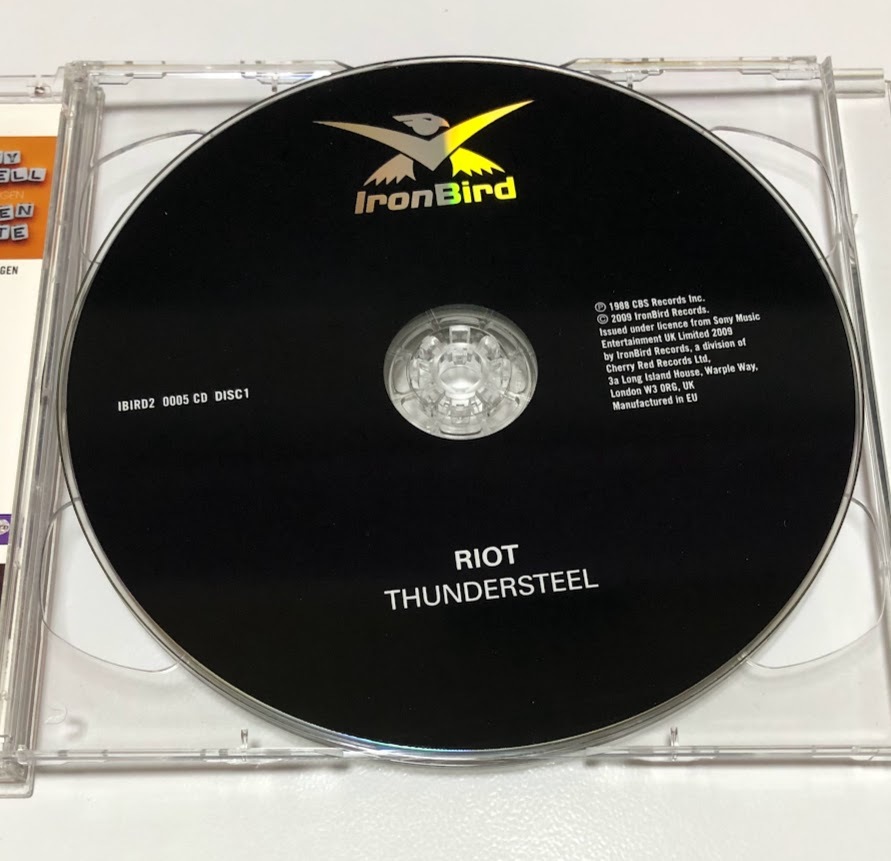 IronBird
℗ 1988 CBS Records Inc.
© 2009 IronBird Records.
Issued under licence from Sony Music
Entertainment UK Limited 2009
by IronBird Records, a division of
Cherry Red Records Ltd,
3a Long Island House, Warple Way,
London W3 0RG, UK
Manufactured in EU
IBIRD2 0005 CD DISC1
RIOT
THUNDERSTEEL